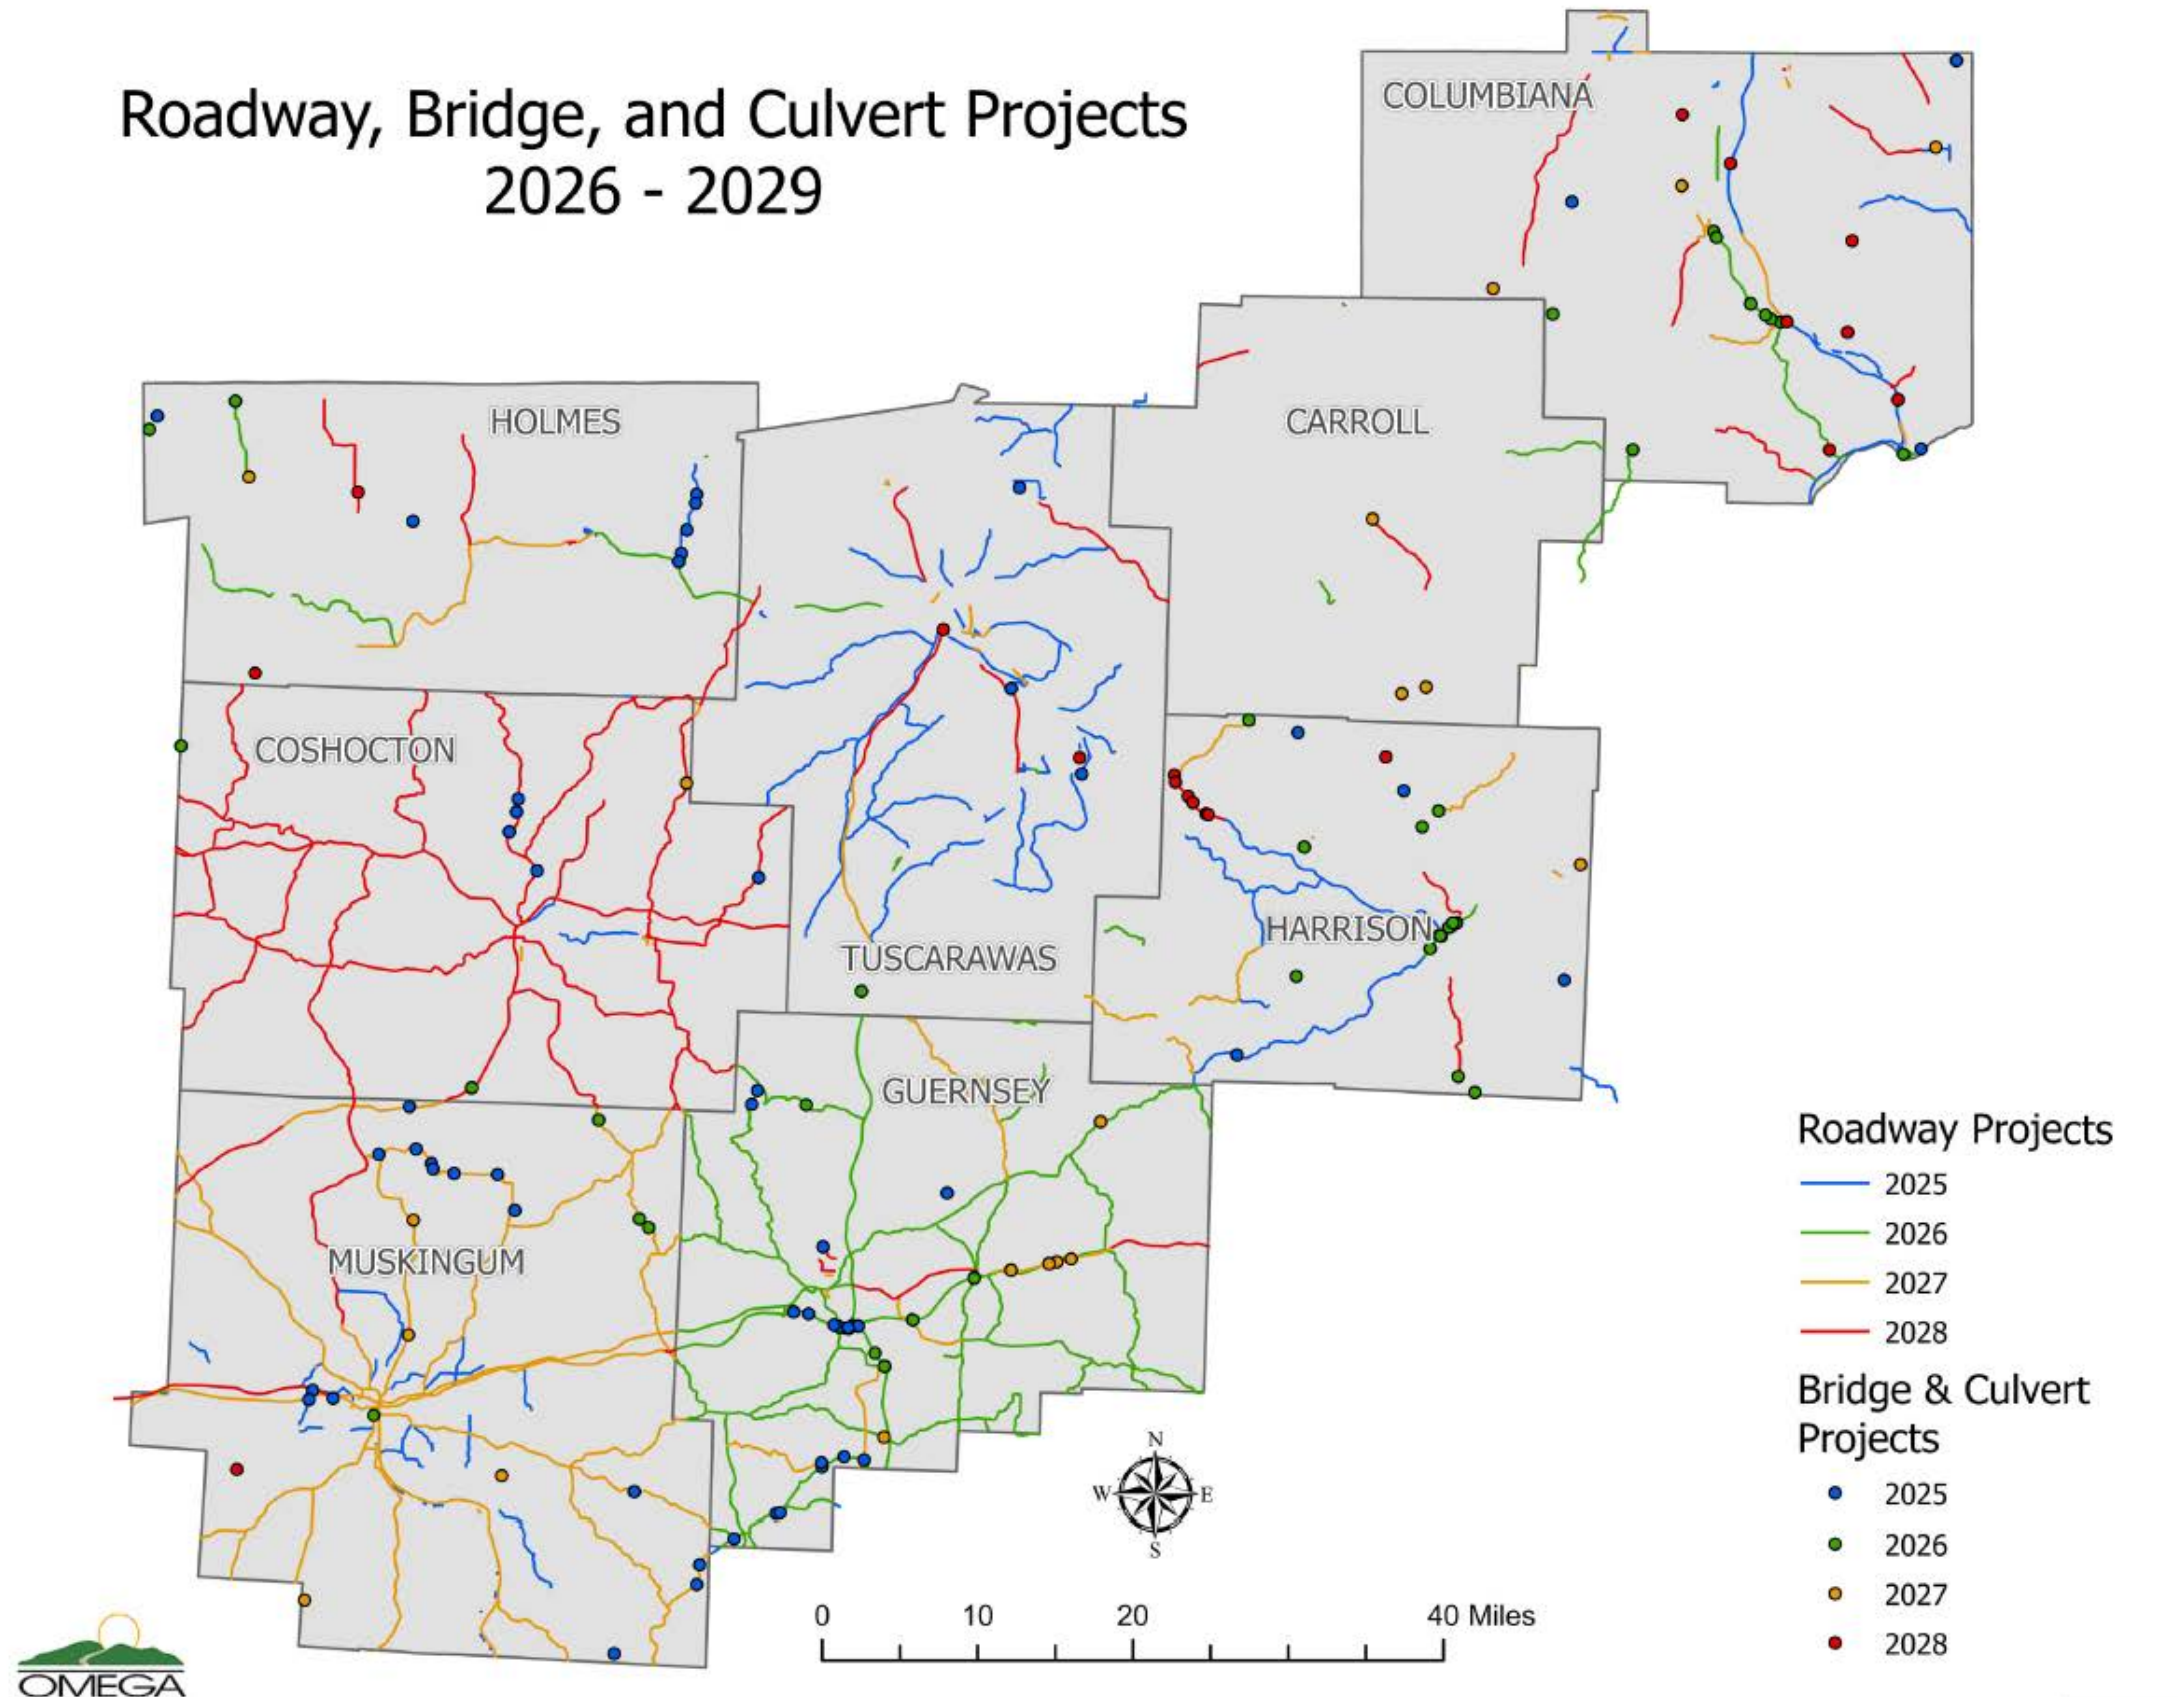 Roadway, Bridge, and Culvert Projects
2026 - 2029
COLUMBIANA
HOLMES
CARROLL
COSHOCTON
HARRISON
TUSCARAWAS
GUERNSEY
MUSKINGUM
Roadway Projects
2025
2026
2027
2028
Bridge & Culvert
Projects
2025
2026
2027
2028
N
W E
S
0 10 20 40 Miles
OMEGA